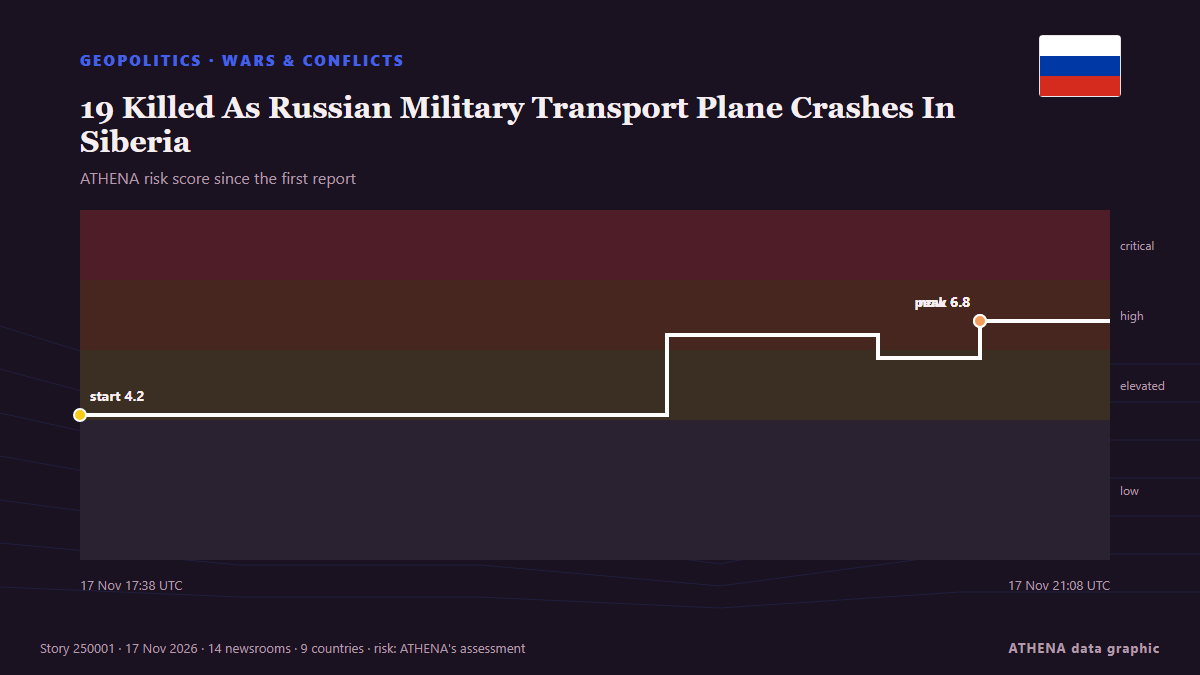 GEOPOLITICS · WARS & CONFLICTS
19 Killed As Russian Military Transport Plane Crashes In
Siberia
ATHENA risk score since the first report
critical
peak 6.8
high
elevated
start 4.2
low
17 Nov 17:38 UTC
17 Nov 21:08 UTC
Story 250001 · 17 Nov 2026 · 14 newsrooms · 9 countries · risk: ATHENA's assessment
ATHENA data graphic